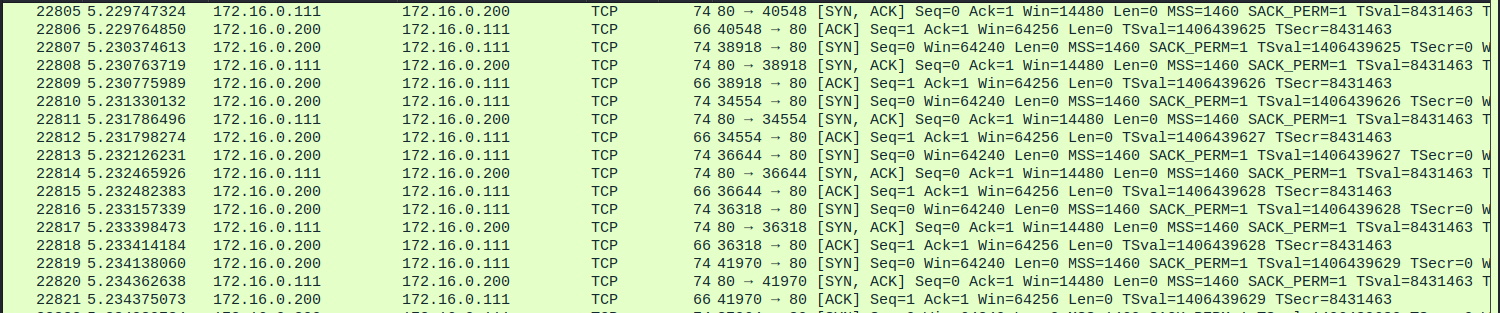 22805 5.229747324 172.16.0.111 172.16.0.200 TCP 74 80 → 40548 [SYN, ACK] Seq=0 Ack=1 Win=14480 Len=0 MSS=1460 SACK_PERM=1 TSval=8431463 T
22806 5.229764850 172.16.0.200 172.16.0.111 TCP 66 40548 → 80 [ACK] Seq=1 Ack=1 Win=64256 Len=0 TSval=1406439625 TSecr=8431463
22807 5.230374613 172.16.0.200 172.16.0.111 TCP 74 38918 → 80 [SYN] Seq=0 Win=64240 Len=0 MSS=1460 SACK_PERM=1 TSval=1406439625 TSecr=0 W
22808 5.230763719 172.16.0.111 172.16.0.200 TCP 74 80 → 38918 [SYN, ACK] Seq=0 Ack=1 Win=14480 Len=0 MSS=1460 SACK_PERM=1 TSval=8431463 T
22809 5.230775989 172.16.0.200 172.16.0.111 TCP 66 38918 → 80 [ACK] Seq=1 Ack=1 Win=64256 Len=0 TSval=1406439626 TSecr=8431463
22810 5.231330132 172.16.0.200 172.16.0.111 TCP 74 34554 → 80 [SYN] Seq=0 Win=64240 Len=0 MSS=1460 SACK_PERM=1 TSval=1406439626 TSecr=0 W
22811 5.231786496 172.16.0.111 172.16.0.200 TCP 74 80 → 34554 [SYN, ACK] Seq=0 Ack=1 Win=14480 Len=0 MSS=1460 SACK_PERM=1 TSval=8431463 T
22812 5.231798274 172.16.0.200 172.16.0.111 TCP 66 34554 → 80 [ACK] Seq=1 Ack=1 Win=64256 Len=0 TSval=1406439627 TSecr=8431463
22813 5.232126231 172.16.0.200 172.16.0.111 TCP 74 36644 → 80 [SYN] Seq=0 Win=64240 Len=0 MSS=1460 SACK_PERM=1 TSval=1406439627 TSecr=0 W
22814 5.232465926 172.16.0.111 172.16.0.200 TCP 74 80 → 36644 [SYN, ACK] Seq=0 Ack=1 Win=14480 Len=0 MSS=1460 SACK_PERM=1 TSval=8431463 T
22815 5.232482383 172.16.0.200 172.16.0.111 TCP 66 36644 → 80 [ACK] Seq=1 Ack=1 Win=64256 Len=0 TSval=1406439628 TSecr=8431463
22816 5.233157339 172.16.0.200 172.16.0.111 TCP 74 36318 → 80 [SYN] Seq=0 Win=64240 Len=0 MSS=1460 SACK_PERM=1 TSval=1406439628 TSecr=0 W
22817 5.233398473 172.16.0.111 172.16.0.200 TCP 74 80 → 36318 [SYN, ACK] Seq=0 Ack=1 Win=14480 Len=0 MSS=1460 SACK_PERM=1 TSval=8431463 T
22818 5.233414184 172.16.0.200 172.16.0.111 TCP 66 36318 → 80 [ACK] Seq=1 Ack=1 Win=64256 Len=0 TSval=1406439628 TSecr=8431463
22819 5.234138060 172.16.0.200 172.16.0.111 TCP 74 41970 → 80 [SYN] Seq=0 Win=64240 Len=0 MSS=1460 SACK_PERM=1 TSval=1406439629 TSecr=0 W
22820 5.234362638 172.16.0.111 172.16.0.200 TCP 74 80 → 41970 [SYN, ACK] Seq=0 Ack=1 Win=14480 Len=0 MSS=1460 SACK_PERM=1 TSval=8431463 T
22821 5.234375073 172.16.0.200 172.16.0.111 TCP 66 41970 → 80 [ACK] Seq=1 Ack=1 Win=64256 Len=0 TSval=1406439629 TSecr=8431463